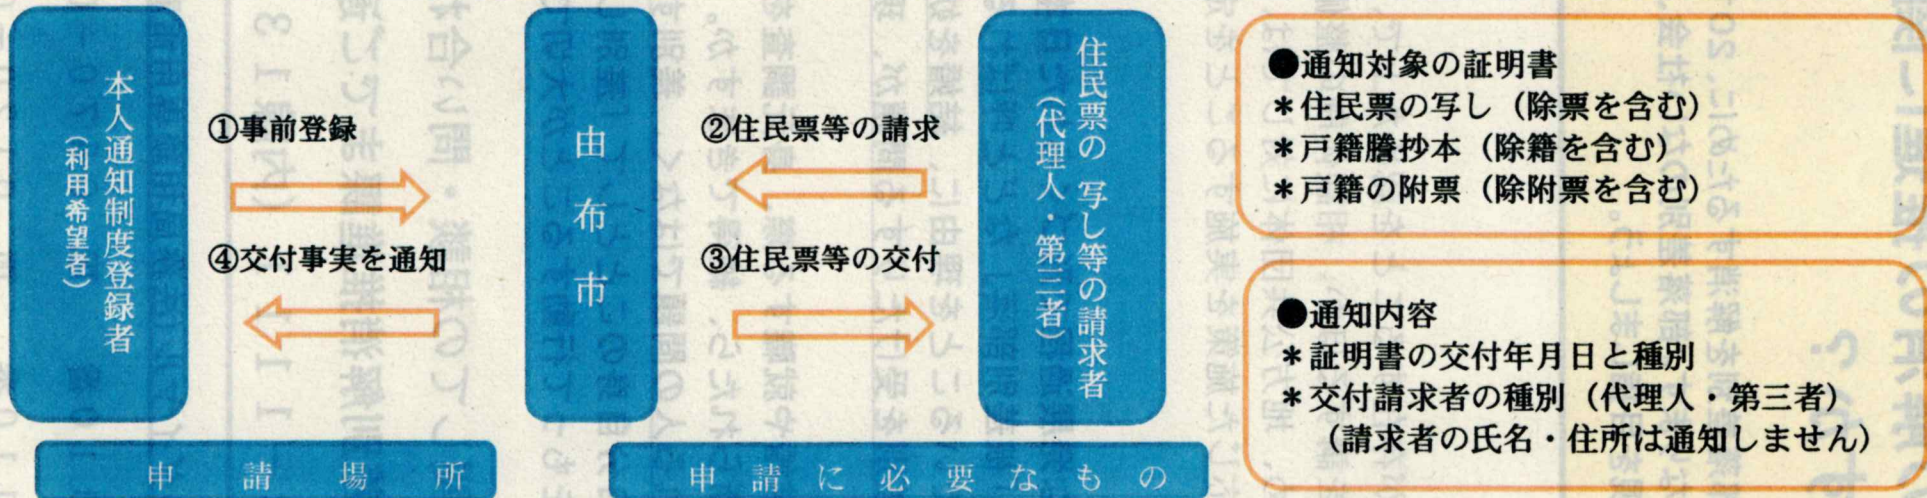 本人通知制度登録者
（利用希望者）
①事前登録
④交付事実を通知
由布市
②住民票等の請求
③住民票等の交付
住民票の 写し等の請求者
（代理人・第三者）
●通知対象の証明書
＊住民票の写し（除票を含む）
＊戸籍謄抄本（除籍を含む）
＊戸籍の附票（除附票を含む）
●通知内容
＊証明書の交付年月日と種別
＊交付請求者の種別（代理人・第三者）
（請求者の氏名・住所は通知しません）
申請場所
申請に必要なもの